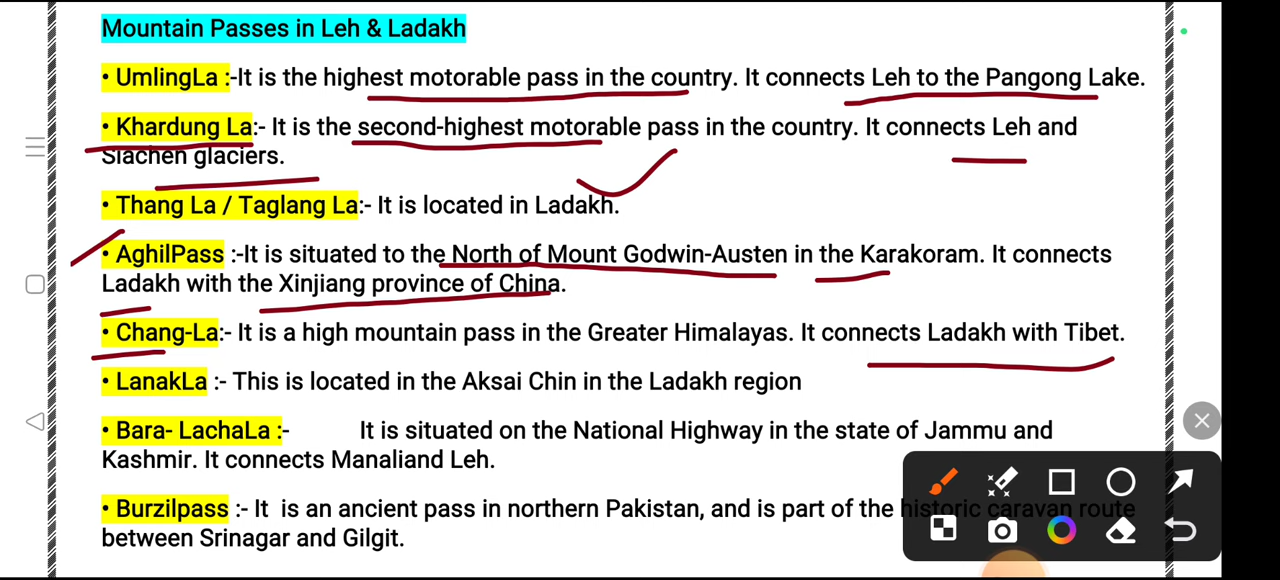 Mountain Passes in Leh & Ladakh
• UmlingLa :-It is the highest motorable pass in the country. It connects Leh to the Pangong Lake.
• Khardung La:- It is the second-highest motorable pass in the country. It connects Leh and
Siachen glaciers.
• Thang La / Taglang La:- It is located in Ladakh.
• AghilPass :-It is situated to the North of Mount Godwin-Austen in the Karakoram. It connects
Ladakh with the Xinjiang province of China.
• Chang-La:- It is a high mountain pass in the Greater Himalayas. It connects Ladakh with Tibet.
• LanakLa :- This is located in the Aksai Chin in the Ladakh region
• Bara- LachaLa :- It is situated on the National Highway in the state of Jammu and
Kashmir. It connects Manaliand Leh.
• Burzilpass :- It is an ancient pass in northern Pakistan, and is part of the historic caravan route
between Srinagar and Gilgit.